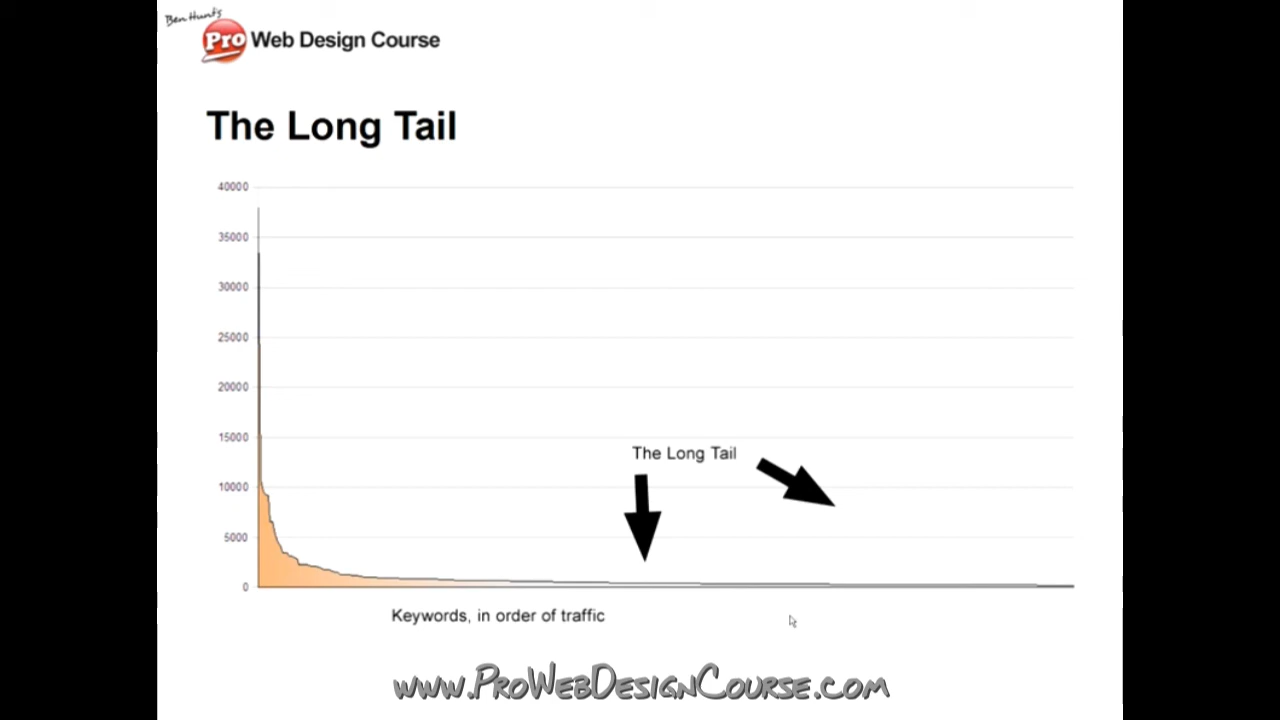 Ben Hunt's
Pro Web Design Course
The Long Tail
40000
35000
30000
25000
20000
15000
The Long Tail
10000
5000
0
Keywords, in order of traffic
www.ProWebDesignCourse.com